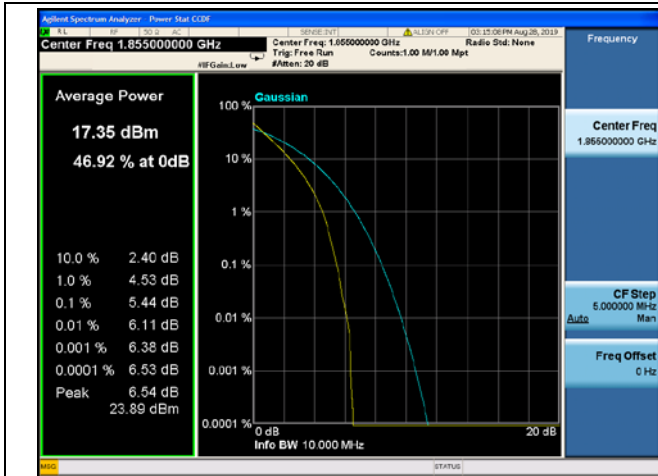 Agilent Spectrum Analyzer - Power Stat CCDF
RL RF 50 Ω AC SENSE:INT ALIGN OFF 03:15:06 PM Aug 28, 2019
Center Freq 1.855000000 GHz
Center Freq: 1.855000000 GHz Radio Std: None
Trig: Free Run Counts:1.00 M/1.00 Mpt
#IFGain:Low #Atten: 20 dB
Frequency
Average Power
17.35 dBm
46.92 % at 0dB
10.0 % 2.40 dB
1.0 % 4.53 dB
0.1 % 5.44 dB
0.01 % 6.11 dB
0.001 % 6.38 dB
0.0001 % 6.53 dB
Peak 6.54 dB
23.89 dBm
Gaussian
100 %
10 %
1 %
0.1 %
0.01 %
0.001 %
0.0001 %
0 dB 20 dB
Info BW 10.000 MHz
Center Freq
1.855000000 GHz
CF Step
5.000000 MHz
Auto Man
Freq Offset
0 Hz
MSG STATUS